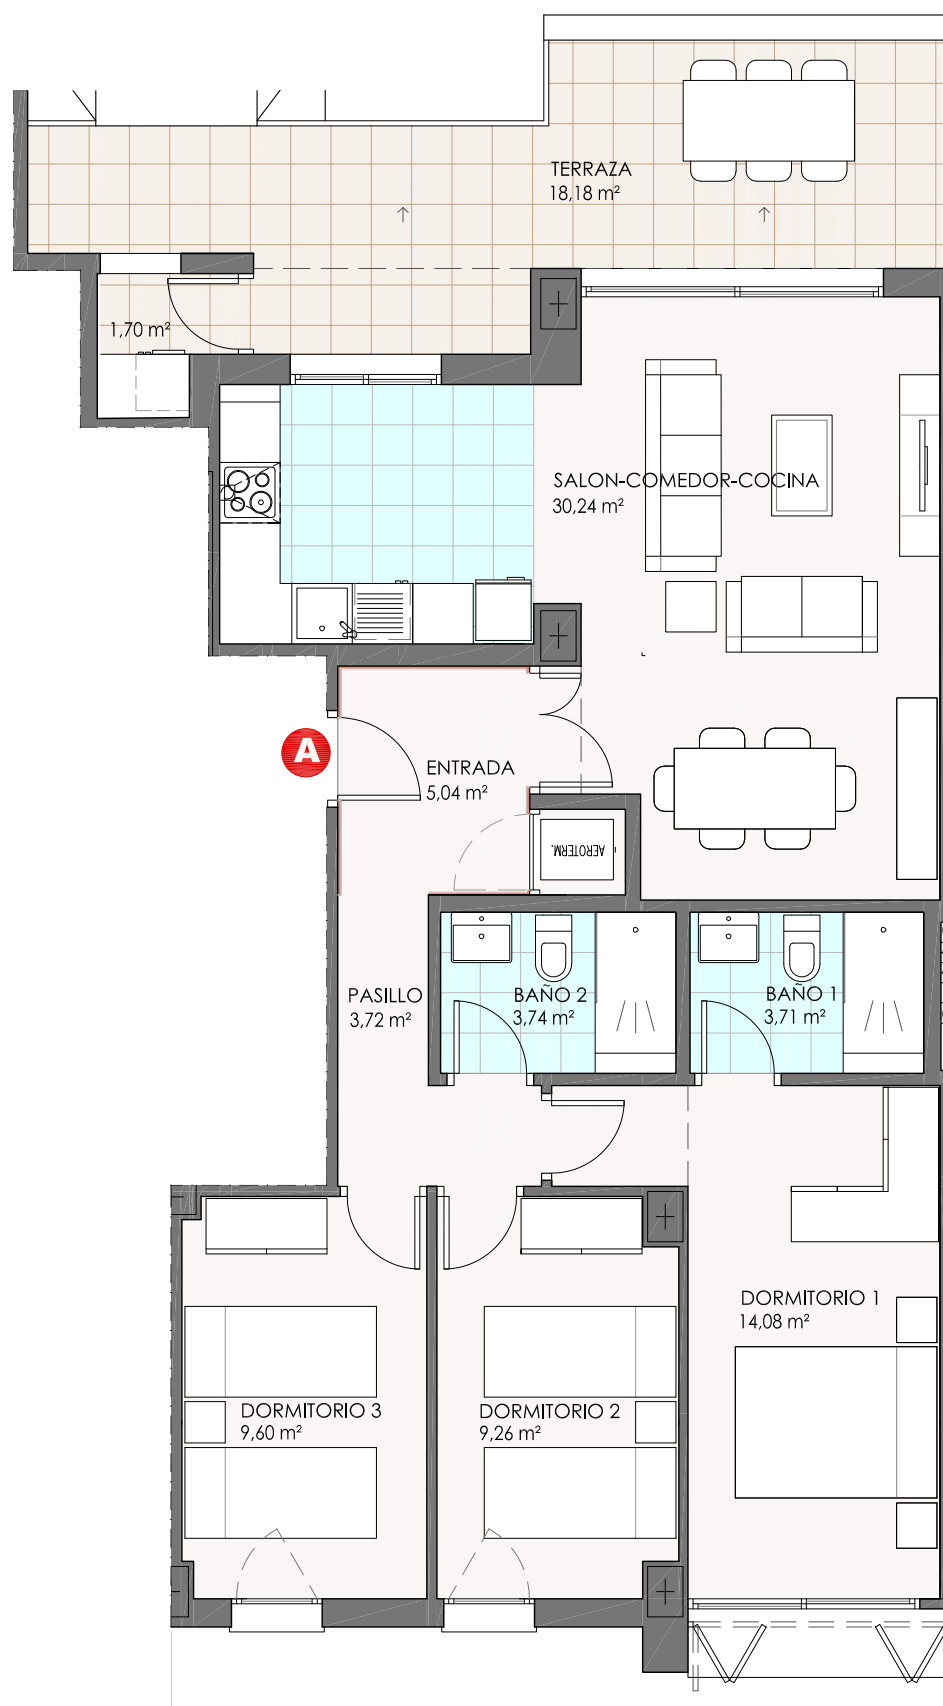 TERRAZA
18,18 m²
1,70 m²
SALON-COMEDOR-COCINA
30,24 m²
A
ENTRADA
5,04 m²
AEROTERM.
PASILLO
3,72 m²
BAÑO 2
3,74 m²
BAÑO 1
3,71 m²
DORMITORIO 1
14,08 m²
DORMITORIO 3
9,60 m²
DORMITORIO 2
9,26 m²